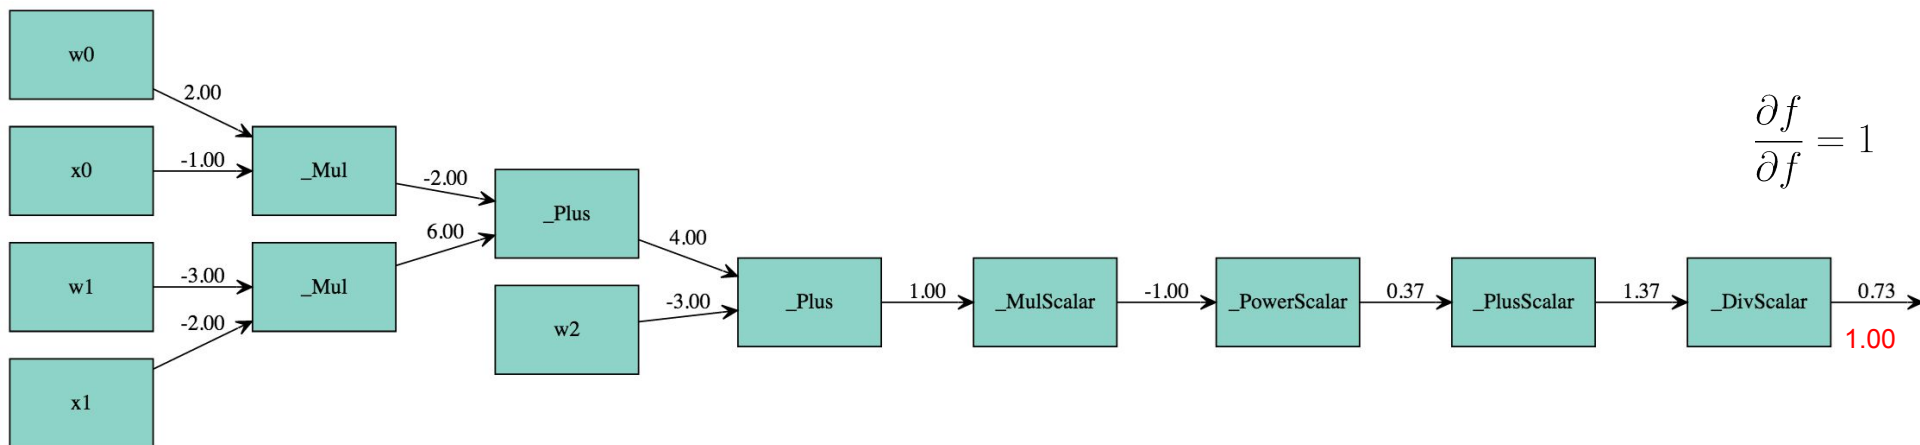 w0
2.00
x0
-1.00
_Mul
-2.00
w1
-3.00
_Mul
6.00
-2.00
x1
_Plus
4.00
w2
-3.00
_Plus
1.00
_MulScalar
-1.00
_PowerScalar
0.37
_PlusScalar
1.37
_DivScalar
0.73
1.00
∂f/∂f = 1